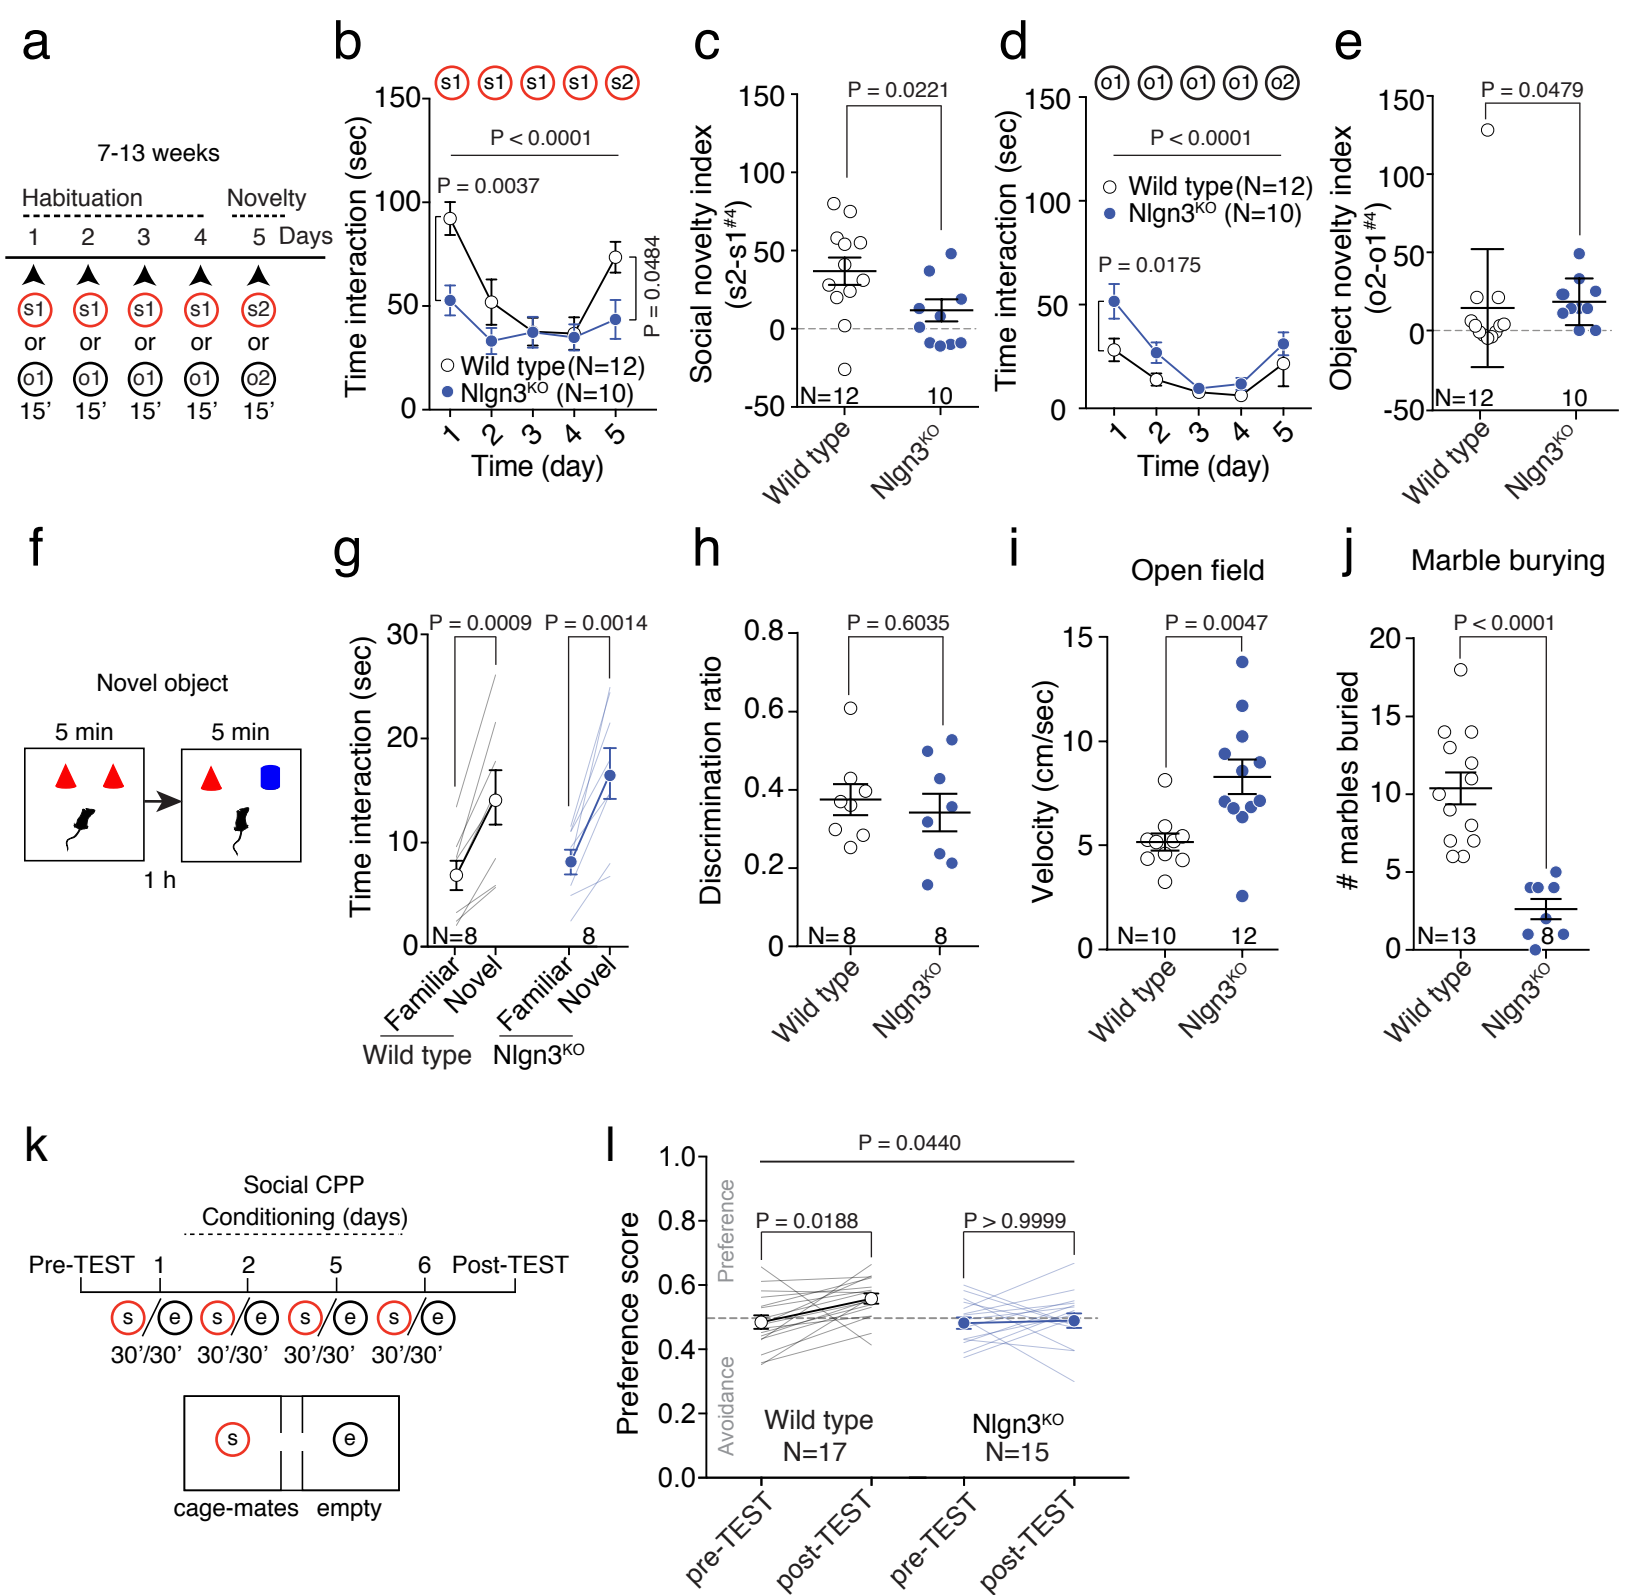 a
7-13 weeks
Habituation Novelty
1 2 3 4 5 Days
s1 s1 s1 s1 s2
or or or or or
o1 o1 o1 o1 o2
15’ 15’ 15’ 15’ 15’
b
s1 s1 s1 s1 s2
P < 0.0001
P = 0.0037
P = 0.0484
Time interaction (sec)
150
100
50
0
Wild type (N=12)
Nlgn3KO (N=10)
1 2 3 4 5
Time (day)
c
P = 0.0221
Social novelty index
(s2-s1#4)
150
100
50
0
-50
N=12 10
Wild type Nlgn3KO
d
o1 o1 o1 o1 o2
P < 0.0001
Wild type (N=12)
Nlgn3KO (N=10)
P = 0.0175
Time interaction (sec)
150
100
50
0
1 2 3 4 5
Time (day)
e
P = 0.0479
Object novelty index
(o2-o1#4)
150
100
50
0
-50
N=12 10
Wild type Nlgn3KO
f
Novel object
5 min 5 min
1 h
g
P = 0.0009 P = 0.0014
Time interaction (sec)
30
20
10
0
N=8 8
Familiar Novel Familiar Novel
Wild type Nlgn3KO
h
P = 0.6035
Discrimination ratio
0.8
0.6
0.4
0.2
0
N=8 8
Wild type Nlgn3KO
i
Open field
P = 0.0047
Velocity (cm/sec)
15
10
5
0
N=10 12
Wild type Nlgn3KO
j
Marble burying
P < 0.0001
# marbles buried
20
15
10
5
0
N=13 8
Wild type Nlgn3KO
k
Social CPP
Conditioning (days)
Pre-TEST 1 2 5 6 Post-TEST
s / e s / e s / e s / e
30’/30’ 30’/30’ 30’/30’ 30’/30’
s e
cage-mates empty
l
P = 0.0440
P = 0.0188 P > 0.9999
Preference score
Preference
Avoidance
1.0
0.8
0.6
0.4
0.2
0.0
Wild type Nlgn3KO
N=17 N=15
pre-TEST post-TEST pre-TEST post-TEST